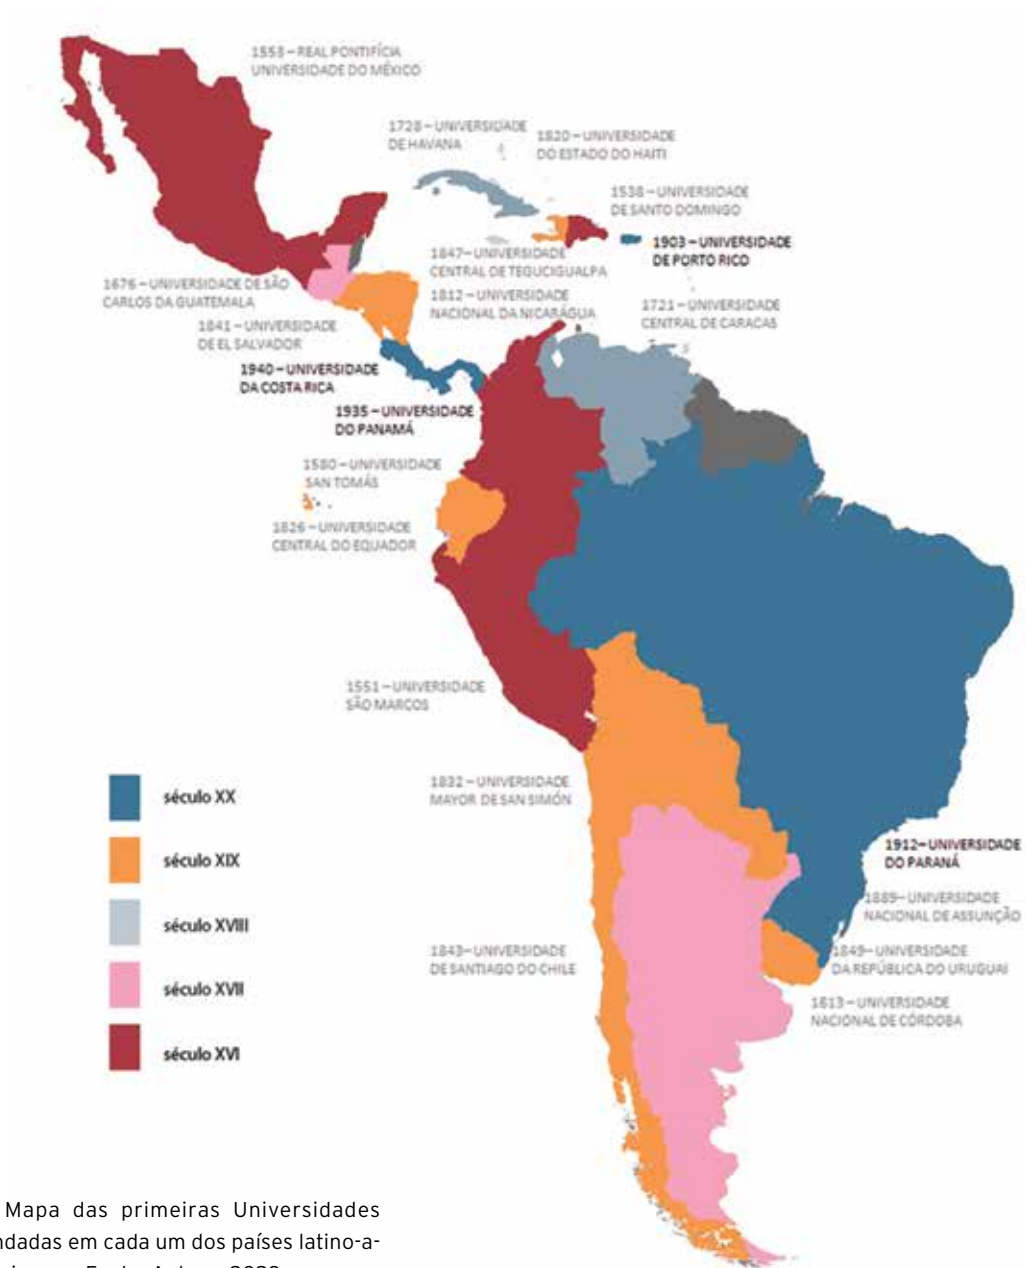 1553 – REAL PONTIFÍCIA
UNIVERSIDADE DO MÉXICO
1728 – UNIVERSIDADE
DE HAVANA
1820 – UNIVERSIDADE
DO ESTADO DO HAITI
1538 – UNIVERSIDADE
DE SANTO DOMINGO
1903 – UNIVERSIDADE
DE PORTO RICO
1847– UNIVERSIDADE
CENTRAL DE TEGUCIGUALPA
1676 – UNIVERSIDADE DE SÃO
CARLOS DA GUATEMALA
1812 – UNIVERSIDADE
NACIONAL DA NICARÁGUA
1721 – UNIVERSIDADE
CENTRAL DE CARACAS
1841 – UNIVERSIDADE
DE EL SALVADOR
1940 – UNIVERSIDADE
DA COSTA RICA
1935 – UNIVERSIDADE
DO PANAMÁ
1580 – UNIVERSIDADE
SAN TOMÁS
1826 – UNIVERSIDADE
CENTRAL DO EQUADOR
1551 – UNIVERSIDADE
SÃO MARCOS
1832 – UNIVERSIDADE
MAYOR DE SAN SIMÓN
século XX
século XIX
século XVIII
século XVII
século XVI
1912– UNIVERSIDADE
DO PARANÁ
1889– UNIVERSIDADE
NACIONAL DE ASSUNÇÃO
1843– UNIVERSIDADE
DE SANTIAGO DO CHILE
1849– UNIVERSIDADE
DA REPÚBLICA DO URUGUAI
1613 – UNIVERSIDADE
NACIONAL DE CÓRDOBA
Mapa das primeiras Universidades
ndadas em cada um dos países latino-a-